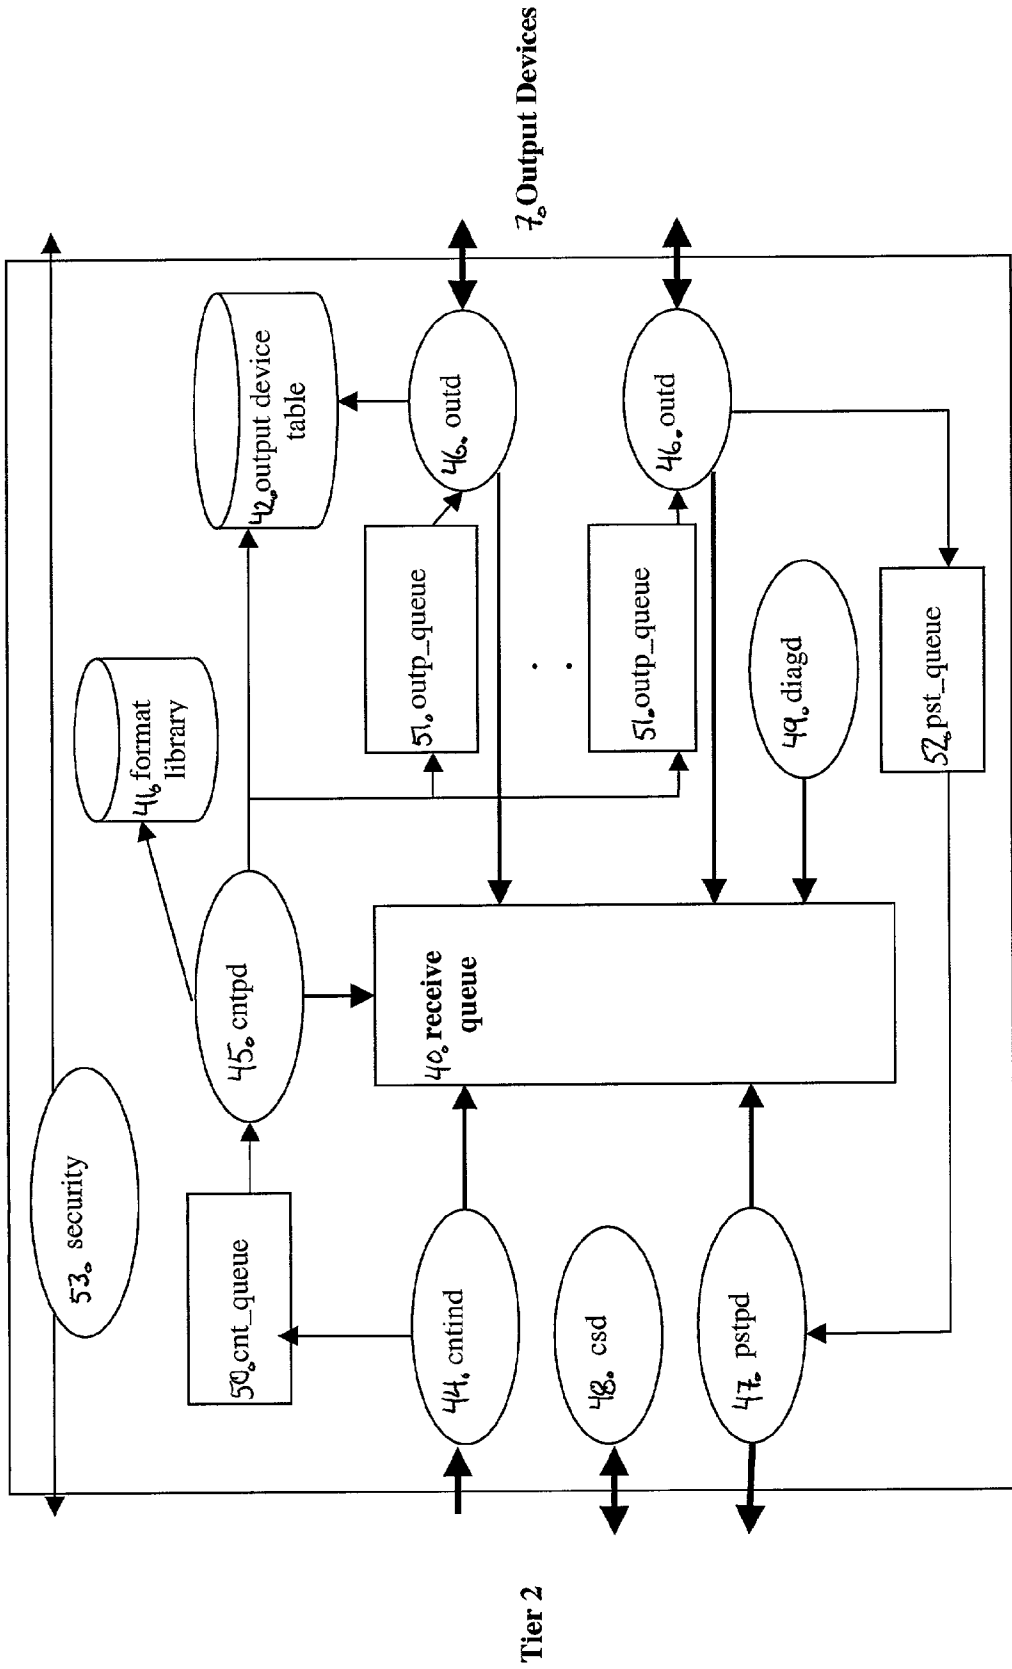 Tier 2
7. Output Devices
53. security
41. format
library
42. output device
table
50. cnt_queue
45. cntpd
51. outp_queue
46. outd
44. cntind
40. receive
queue
48. csd
51. outp_queue
46. outd
47. pstpd
49. diagd
52. pst_queue